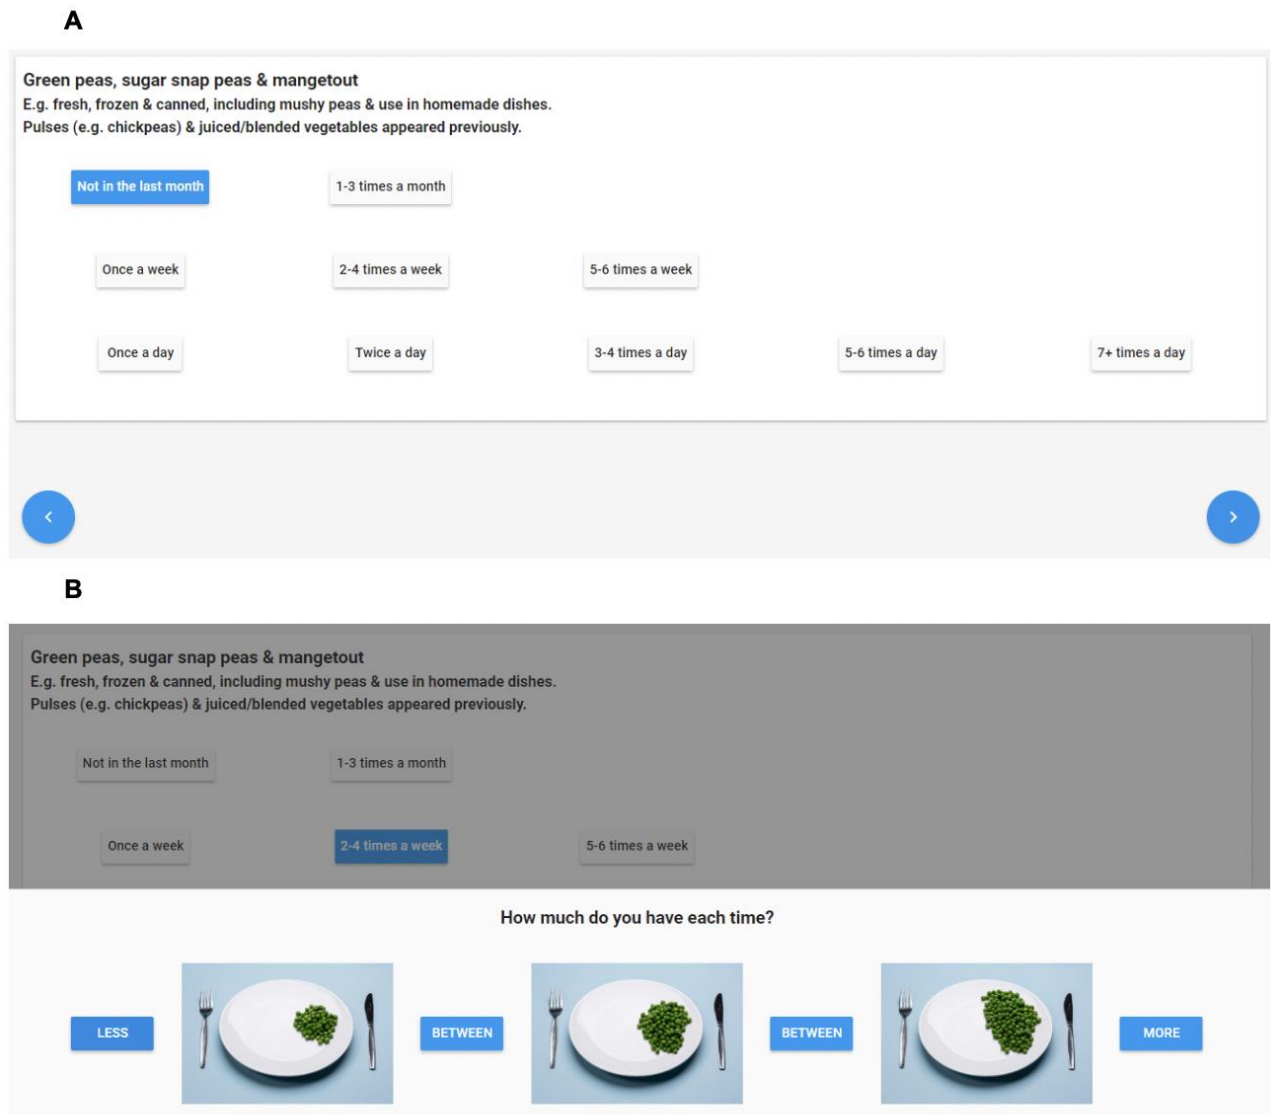 A
Green peas, sugar snap peas & mangetout
E.g. fresh, frozen & canned, including mushy peas & use in homemade dishes.
Pulses (e.g. chickpeas) & juiced/blended vegetables appeared previously.
Not in the last month 1-3 times a month
Once a week 2-4 times a week 5-6 times a week
Once a day Twice a day 3-4 times a day 5-6 times a day 7+ times a day
B
Green peas, sugar snap peas & mangetout
E.g. fresh, frozen & canned, including mushy peas & use in homemade dishes.
Pulses (e.g. chickpeas) & juiced/blended vegetables appeared previously.
Not in the last month 1-3 times a month
Once a week 2-4 times a week 5-6 times a week
How much do you have each time?
LESS BETWEEN BETWEEN MORE